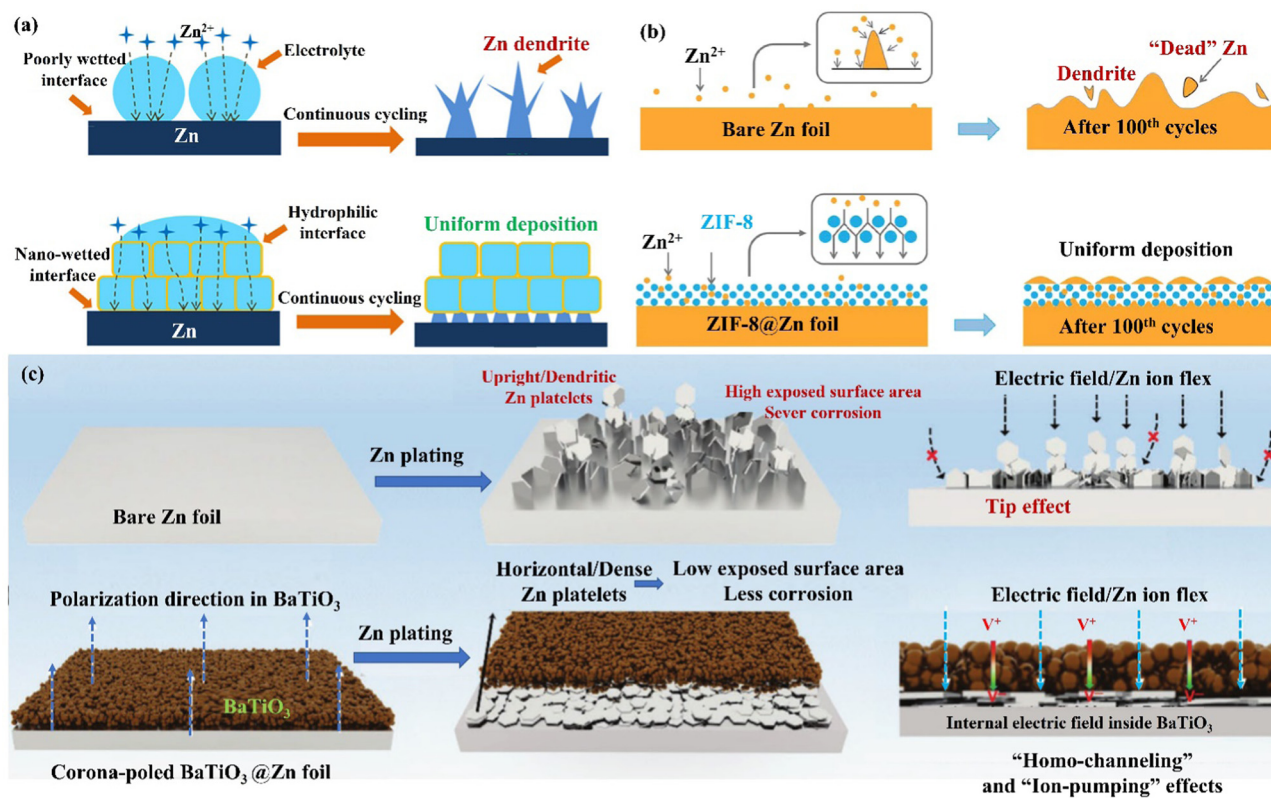 (a)
Zn²⁺
Poorly wetted
interface
Electrolyte
Zn
Continuous cycling
Zn dendrite
Hydrophilic
interface
Nano-wetted
interface
Zn
Continuous cycling
Uniform deposition
(b)
Zn²⁺
Bare Zn foil
“Dead” Zn
Dendrite
After 100th cycles
Zn²⁺
ZIF-8
ZIF-8@Zn foil
Uniform deposition
After 100th cycles
(c)
Bare Zn foil
Zn plating
Upright/Dendritic
Zn platelets
High exposed surface area
Sever corrosion
Electric field/Zn ion flex
Tip effect
Polarization direction in BaTiO₃
BaTiO₃
Corona-poled BaTiO₃@Zn foil
Zn plating
Horizontal/Dense
Zn platelets
Low exposed surface area
Less corrosion
Electric field/Zn ion flex
V⁺ V⁺ V⁺
V⁻ V⁻ V⁻
Internal electric field inside BaTiO₃
“Homo-channeling”
and “Ion-pumping” effects